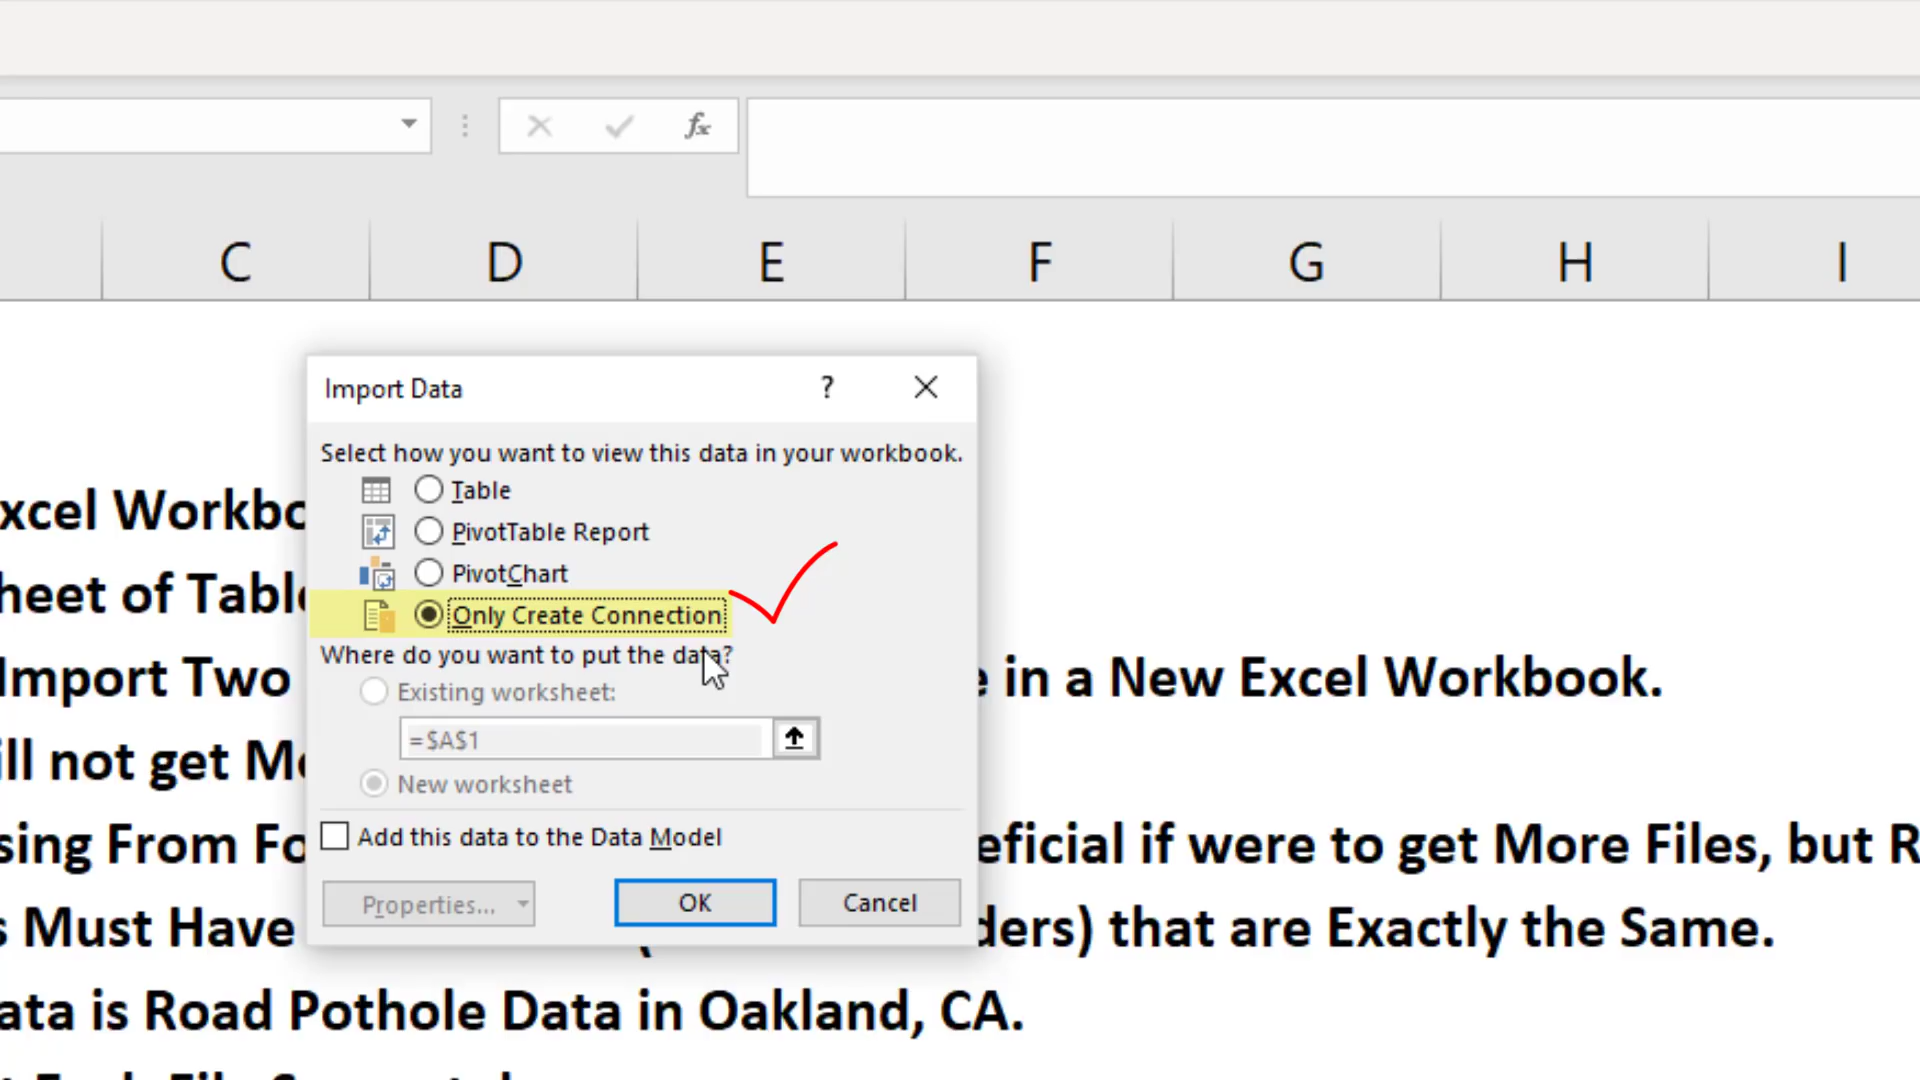 fx
C D E F G H I
Import Data ?
Select how you want to view this data in your workbook.
Table
xcel Workbo
PivotTable Report
PivotChart
heet of Tabl
Only Create Connection
Where do you want to put the data?
Import Two e in a New Excel Workbook.
Existing worksheet:
=$A$1
ill not get Mo
New worksheet
Add this data to the Data Model
sing From Fo eficial if were to get More Files, but R
Properties... OK Cancel
s Must Have ( ders) that are Exactly the Same.
ata is Road Pothole Data in Oakland, CA.